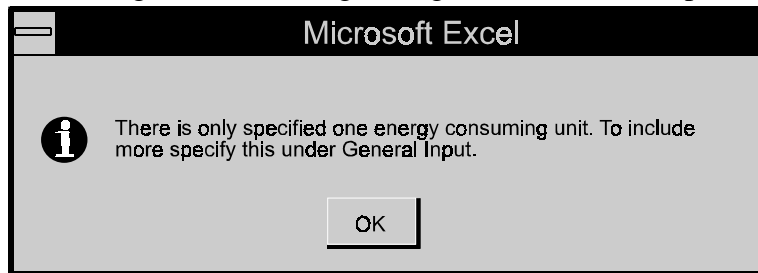 Microsoft Excel
There is only specified one energy consuming unit. To include
more specify this under General Input.
OK